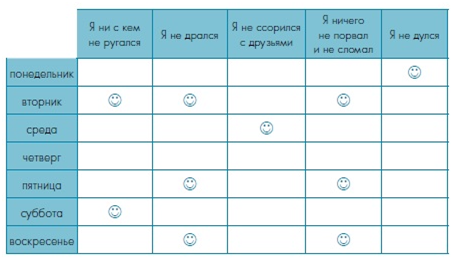 Я ни с кем не ругался
Я не дрался
Я не ссорился с друзьями
Я ничего не порвал и не сломал
Я не дулся
понедельник
вторник
среда
четверг
пятница
суббота
воскресенье